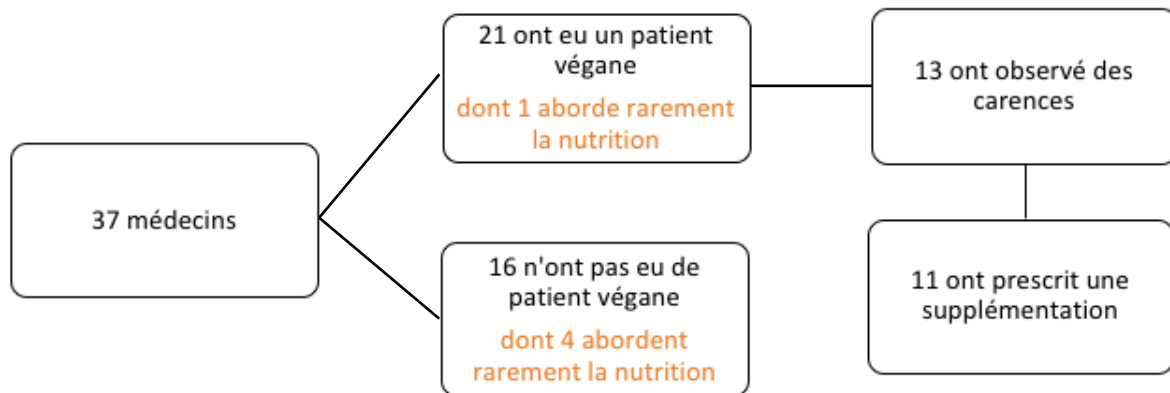 37 médecins
21 ont eu un patient
végane
dont 1 aborde rarement
la nutrition
16 n'ont pas eu de
patient végane
dont 4 abordent
rarement la nutrition
13 ont observé des
carences
11 ont prescrit une
supplémentation